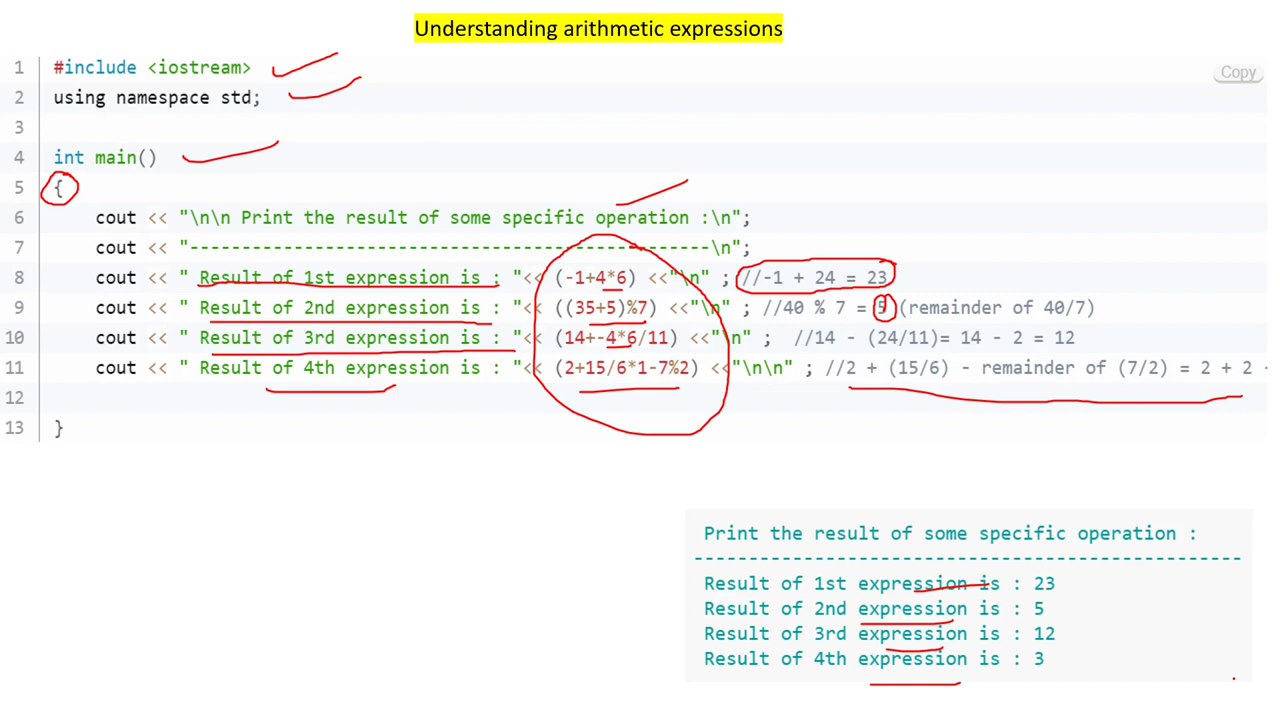 Understanding arithmetic expressions
1 #include <iostream>
Copy
2 using namespace std;
3
4 int main()
5 {
6 cout << "\n\n Print the result of some specific operation :\n";
7 cout << "--------------------------------------------------\n";
8 cout << " Result of 1st expression is : "<< (-1+4*6) <<"\n" ; //-1 + 24 = 23
9 cout << " Result of 2nd expression is : "<< ((35+5)%7) <<"\n" ; //40 % 7 = 5 (remainder of 40/7)
10 cout << " Result of 3rd expression is : "<< (14+-4*6/11) <<"\n" ; //14 - (24/11)= 14 - 2 = 12
11 cout << " Result of 4th expression is : "<< (2+15/6*1-7%2) <<"\n\n" ; //2 + (15/6) - remainder of (7/2) = 2 + 2 -
12
13 }
Print the result of some specific operation :
--------------------------------------------------
Result of 1st expression is : 23
Result of 2nd expression is : 5
Result of 3rd expression is : 12
Result of 4th expression is : 3